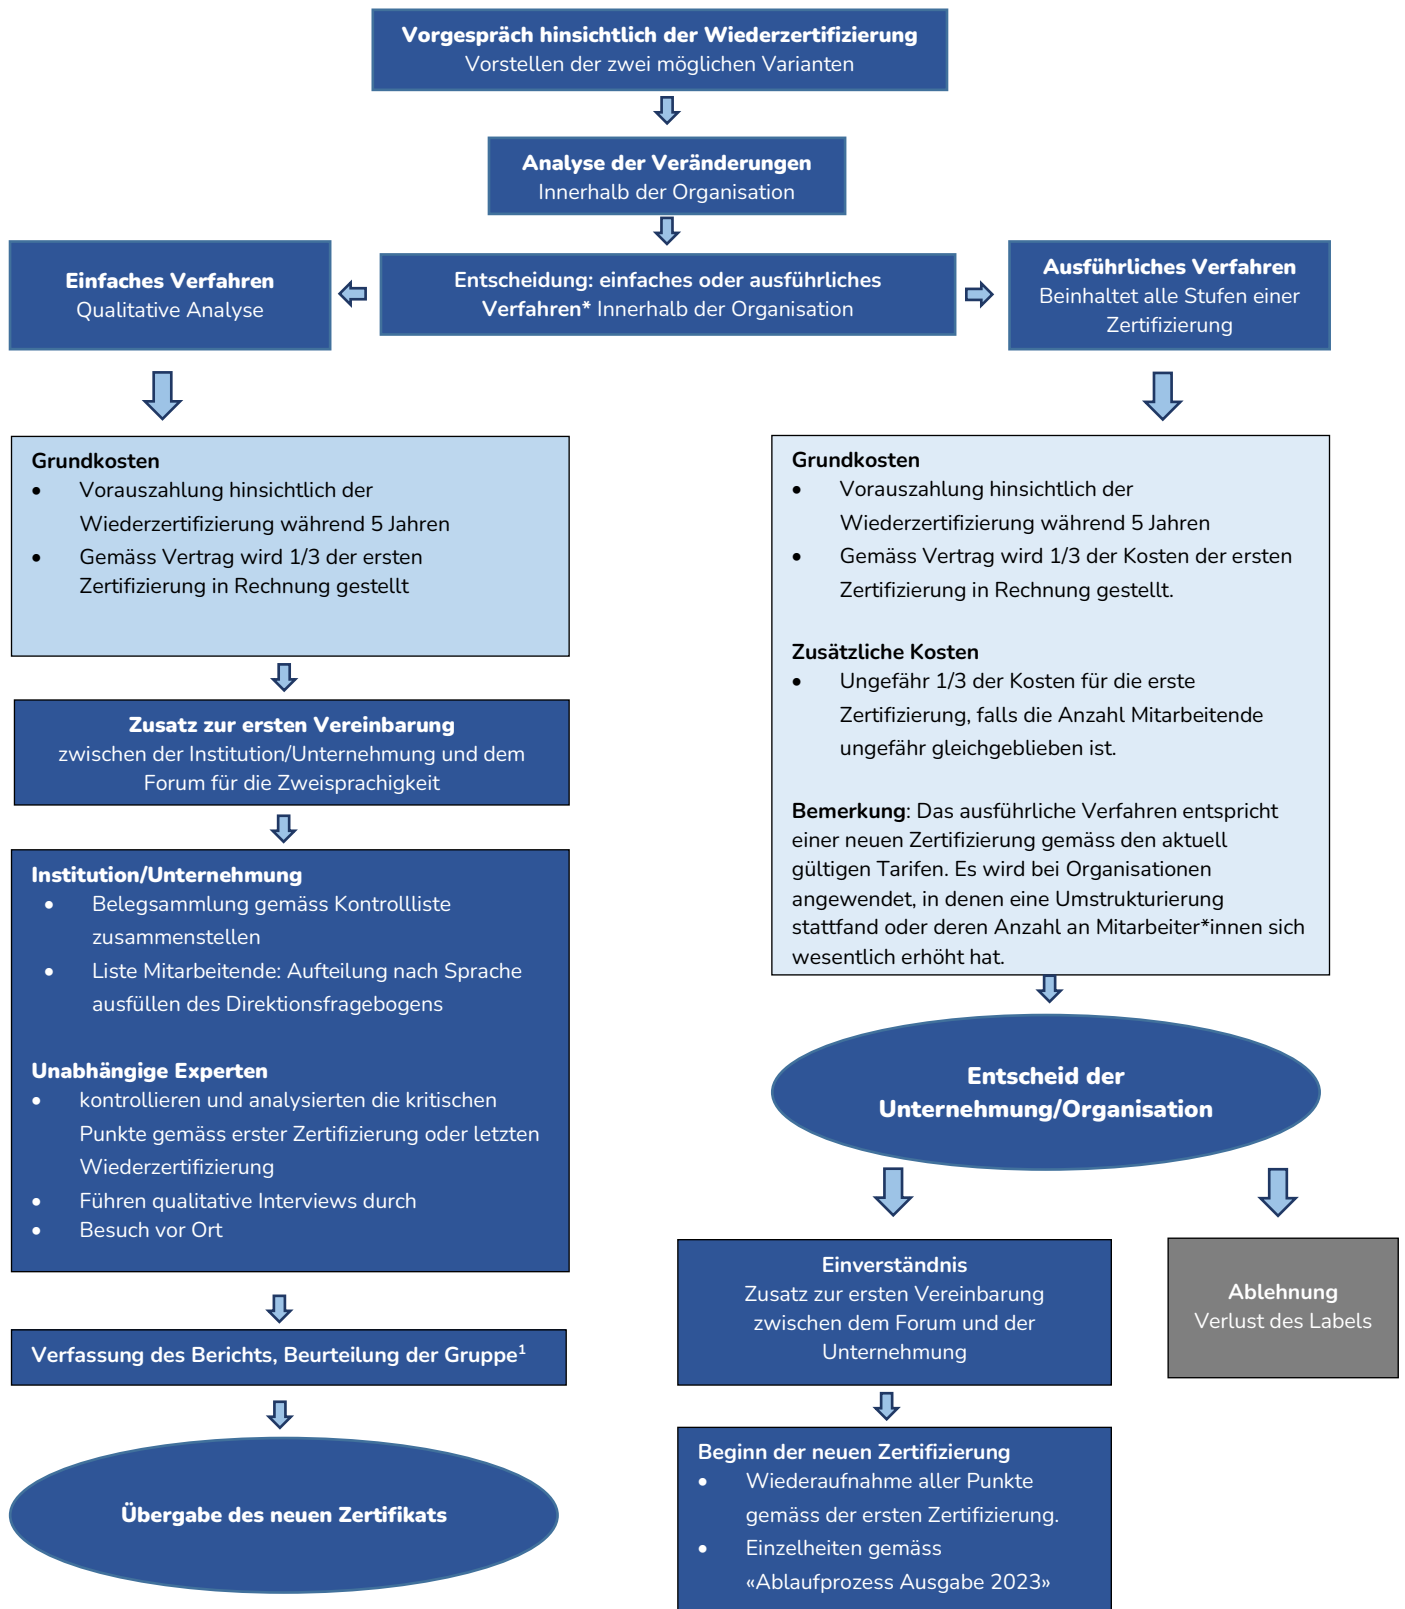 Vorgespräch hinsichtlich der Wiederzertifizierung
Vorstellen der zwei möglichen Varianten
Analyse der Veränderungen
Innerhalb der Organisation
Einfaches Verfahren
Qualitative Analyse
Entscheidung: einfaches oder ausführliches
Verfahren* Innerhalb der Organisation
Ausführliches Verfahren
Beinhaltet alle Stufen einer
Zertifizierung
Grundkosten
• Vorauszahlung hinsichtlich der
Wiederzertifizierung während 5 Jahren
• Gemäss Vertrag wird 1/3 der ersten
Zertifizierung in Rechnung gestellt
Zusatz zur ersten Vereinbarung
zwischen der Institution/Unternehmung und dem
Forum für die Zweisprachigkeit
Institution/Unternehmung
• Belegsammlung gemäss Kontrollliste
zusammenstellen
• Liste Mitarbeitende: Aufteilung nach Sprache
ausfüllen des Direktionsfragebogens
Unabhängige Experten
• kontrollieren und analysierten die kritischen
Punkte gemäss erster Zertifizierung oder letzten
Wiederzertifizierung
• Führen qualitative Interviews durch
• Besuch vor Ort
Verfassung des Berichts, Beurteilung der Gruppe¹
Übergabe des neuen Zertifikats
Grundkosten
• Vorauszahlung hinsichtlich der
Wiederzertifizierung während 5 Jahren
• Gemäss Vertrag wird 1/3 der Kosten der ersten
Zertifizierung in Rechnung gestellt.
Zusätzliche Kosten
• Ungefähr 1/3 der Kosten für die erste
Zertifizierung, falls die Anzahl Mitarbeitende
ungefähr gleichgeblieben ist.
Bemerkung: Das ausführliche Verfahren entspricht
einer neuen Zertifizierung gemäss den aktuell
gültigen Tarifen. Es wird bei Organisationen
angewendet, in denen eine Umstrukturierung
stattfand oder deren Anzahl an Mitarbeiter*innen sich
wesentlich erhöht hat.
Entscheid der
Unternehmung/Organisation
Einverständnis
Zusatz zur ersten Vereinbarung
zwischen dem Forum und der
Unternehmung
Ablehnung
Verlust des Labels
Beginn der neuen Zertifizierung
• Wiederaufnahme aller Punkte
gemäss der ersten Zertifizierung.
• Einzelheiten gemäss
«Ablaufprozess Ausgabe 2023»